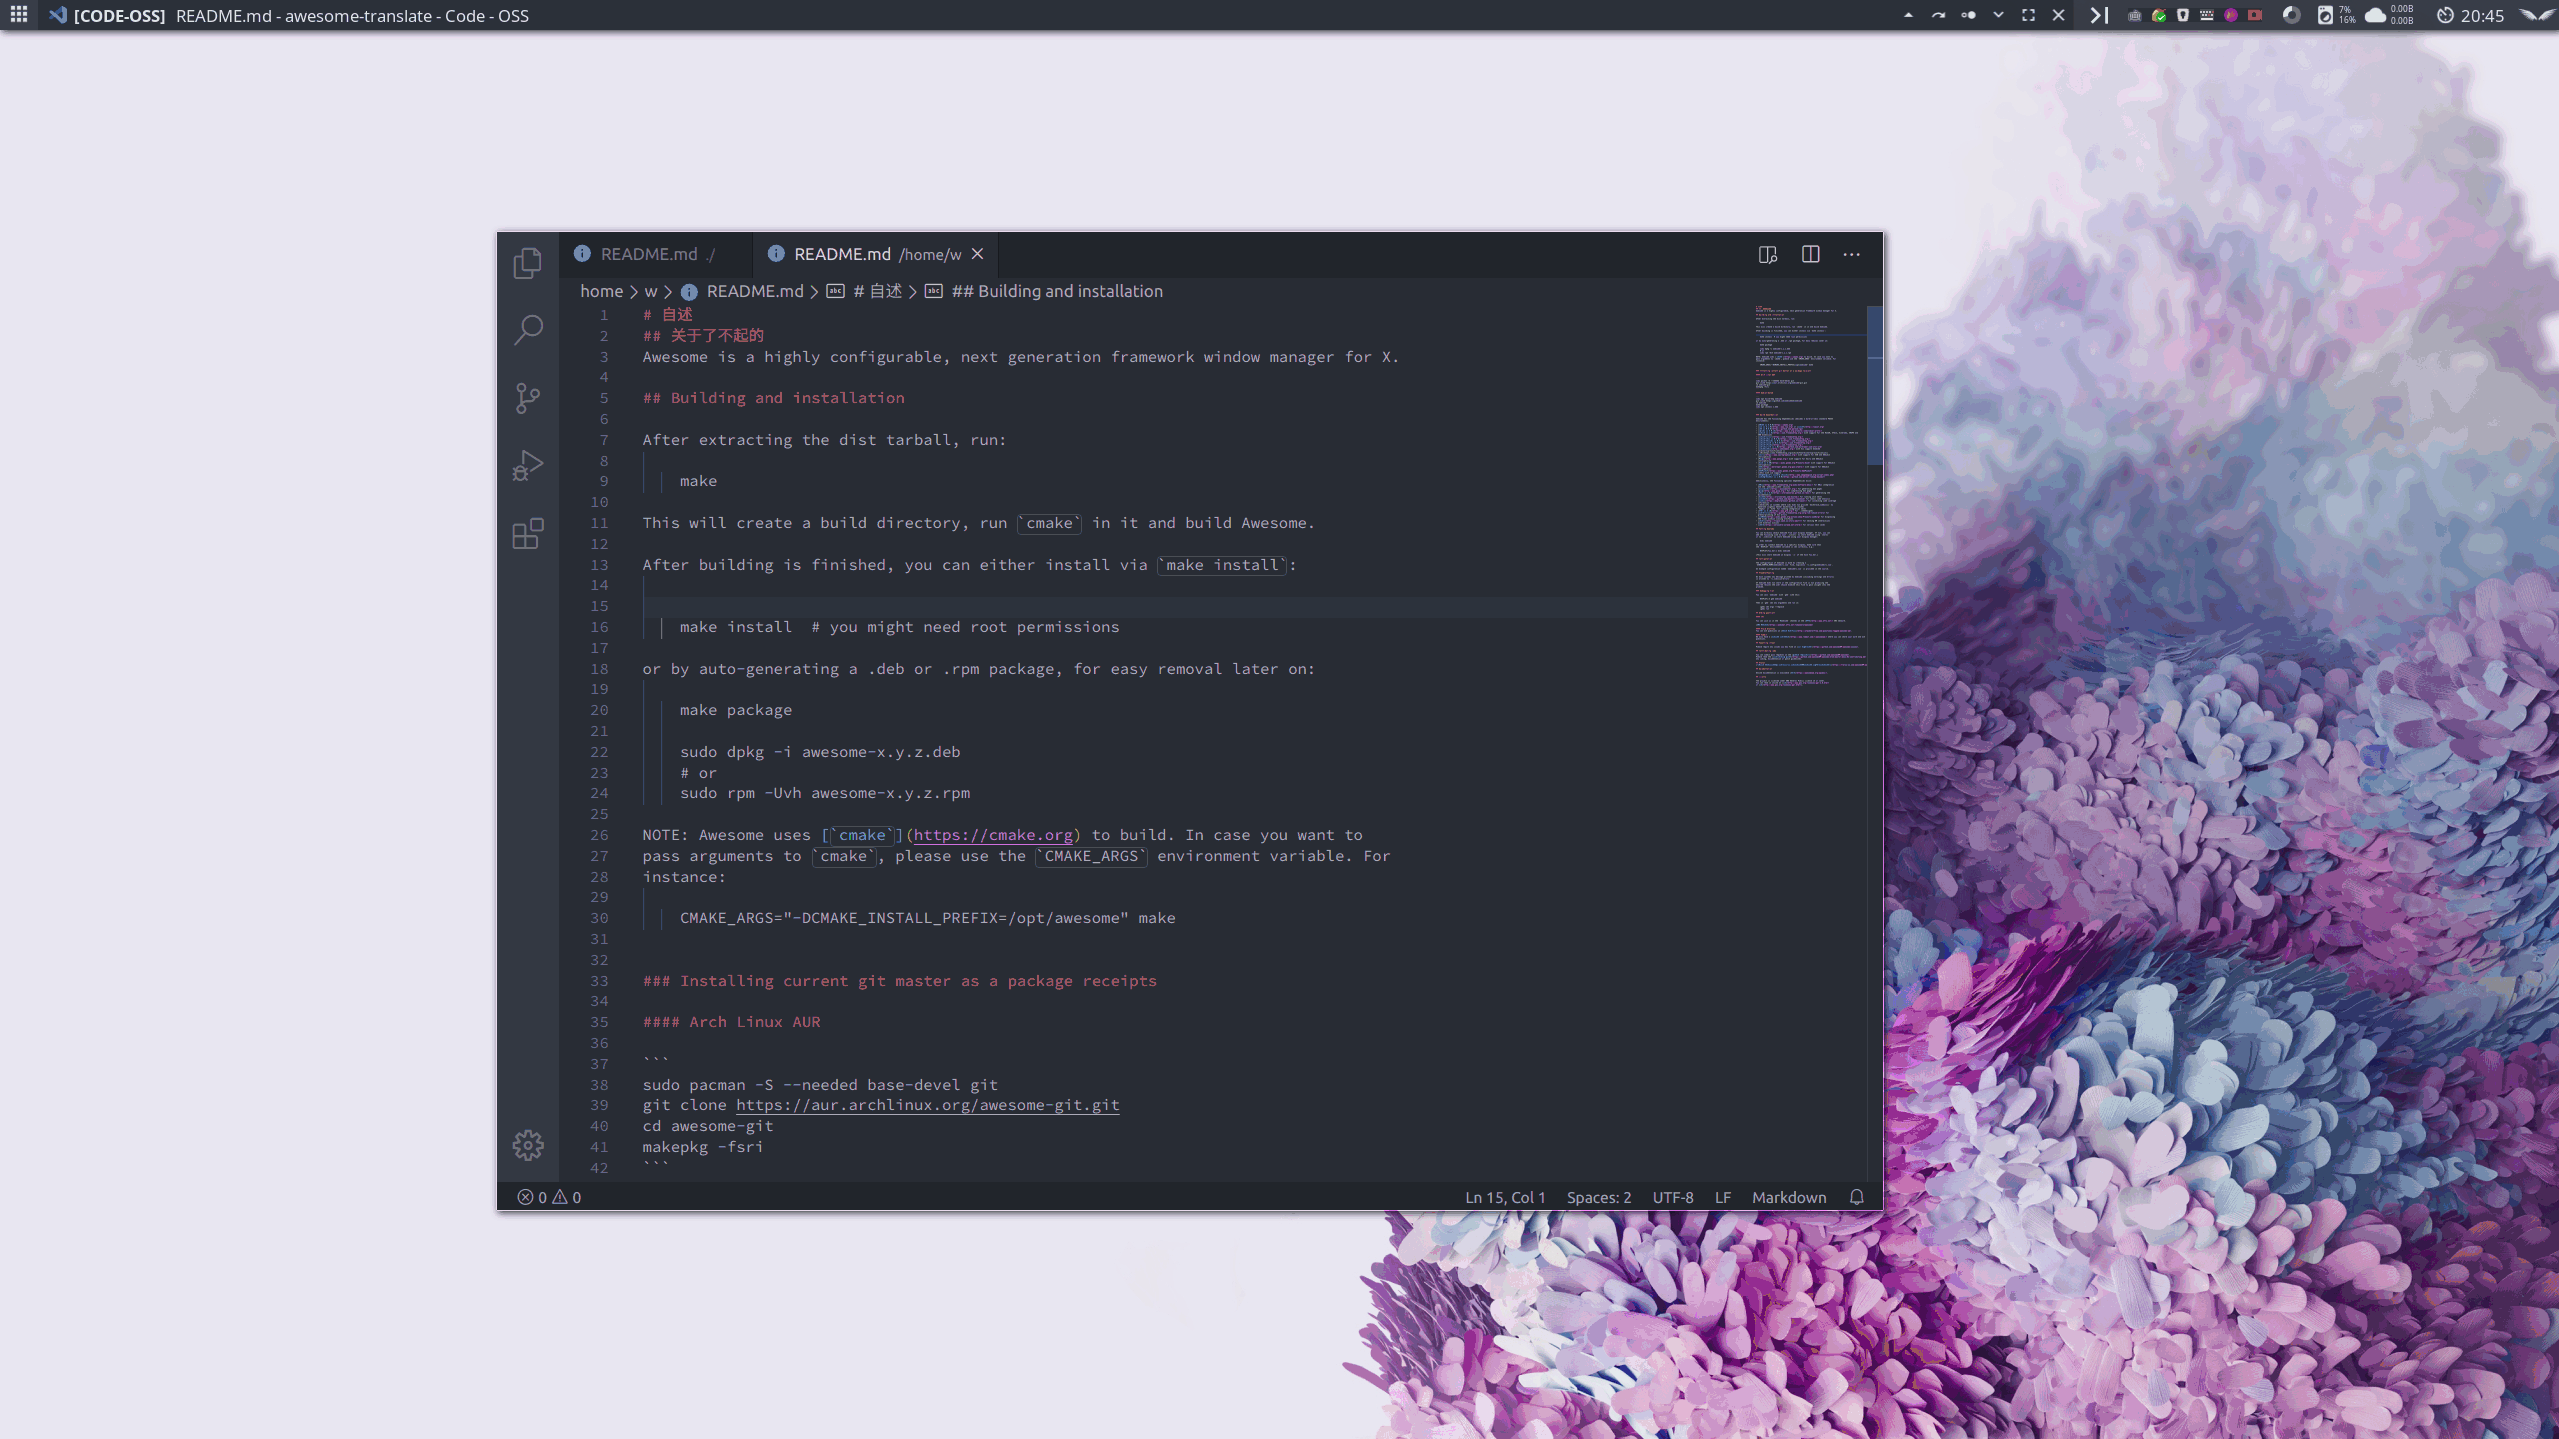 [CODE-OSS] README.md - awesome-translate - Code - OSS
7%
16%
0.00B
0.00B
20:45
README.md ./
README.md /home/w
home w README.md # 自述 ## Building and installation
1 # 自述
2 ## 关于了不起的
3 Awesome is a highly configurable, next generation framework window manager for X.
4
5 ## Building and installation
6
7 After extracting the dist tarball, run:
8
9 make
10
11 This will create a build directory, run `cmake` in it and build Awesome.
12
13 After building is finished, you can either install via `make install`:
14
15
16 make install  # you might need root permissions
17
18 or by auto-generating a .deb or .rpm package, for easy removal later on:
19
20 make package
21
22 sudo dpkg -i awesome-x.y.z.deb
23 # or
24 sudo rpm -Uvh awesome-x.y.z.rpm
25
26 NOTE: Awesome uses [`cmake`](https://cmake.org) to build. In case you want to
27 pass arguments to `cmake`, please use the `CMAKE_ARGS` environment variable. For
28 instance:
29
30 CMAKE_ARGS="-DCMAKE_INSTALL_PREFIX=/opt/awesome" make
31
32
33 ### Installing current git master as a package receipts
34
35 #### Arch Linux AUR
36
37 ```
38 sudo pacman -S --needed base-devel git
39 git clone https://aur.archlinux.org/awesome-git.git
40 cd awesome-git
41 makepkg -fsri
42 ```
0 0
Ln 15, Col 1 Spaces: 2 UTF-8 LF Markdown